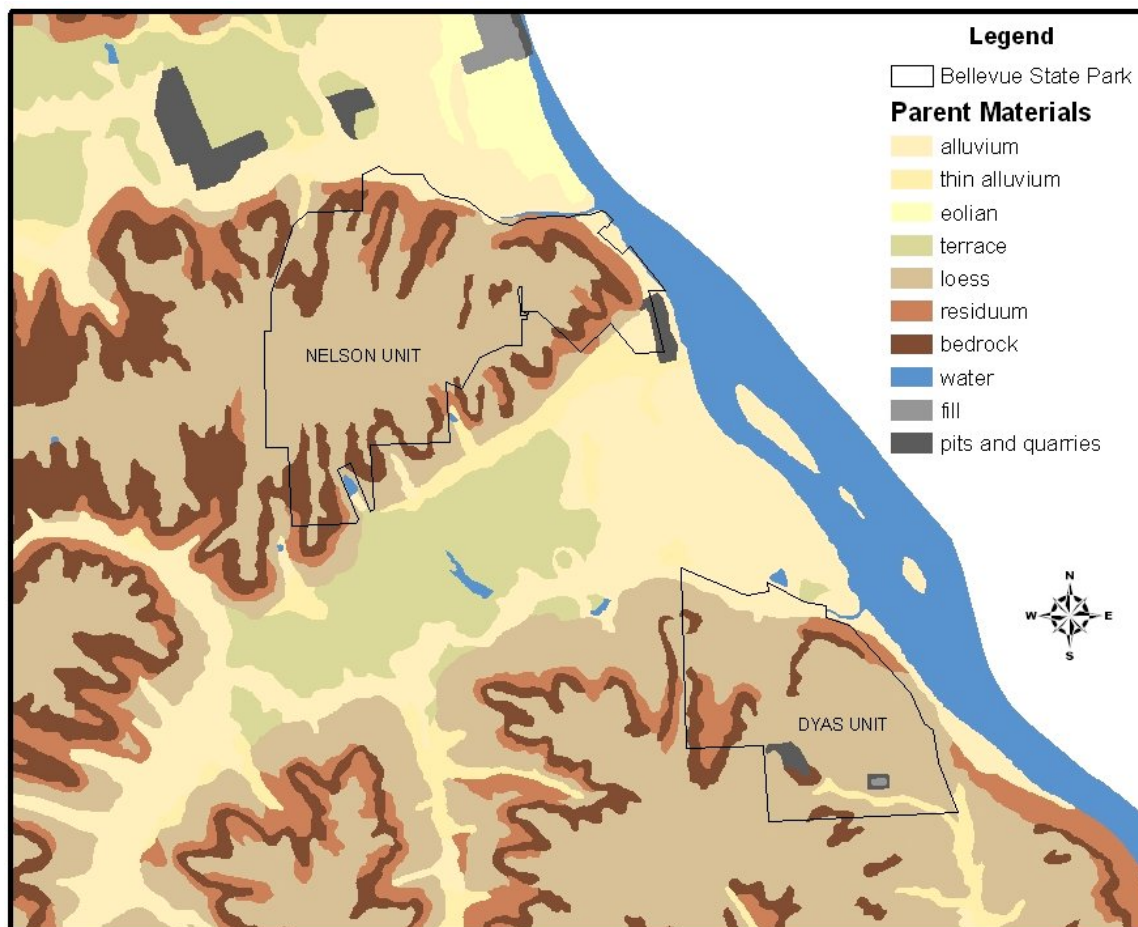 Legend
Bellevue State Park
Parent Materials
alluvium
thin alluvium
eolian
terrace
loess
residuum
bedrock
water
fill
pits and quarries
NELSON UNIT
N
W E
S
DYAS UNIT